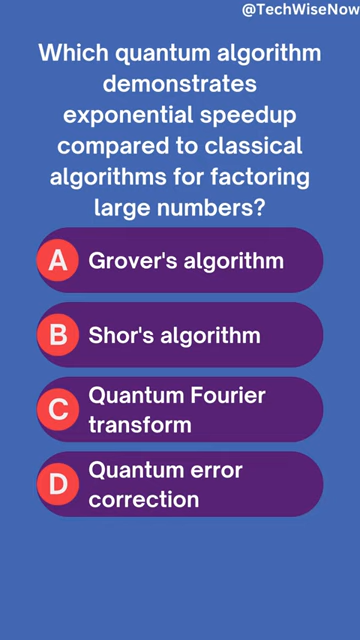 @TechWiseNow
Which quantum algorithm
demonstrates
exponential speedup
compared to classical
algorithms for factoring
large numbers?
A Grover's algorithm
B Shor's algorithm
C Quantum Fourier
transform
D Quantum error
correction